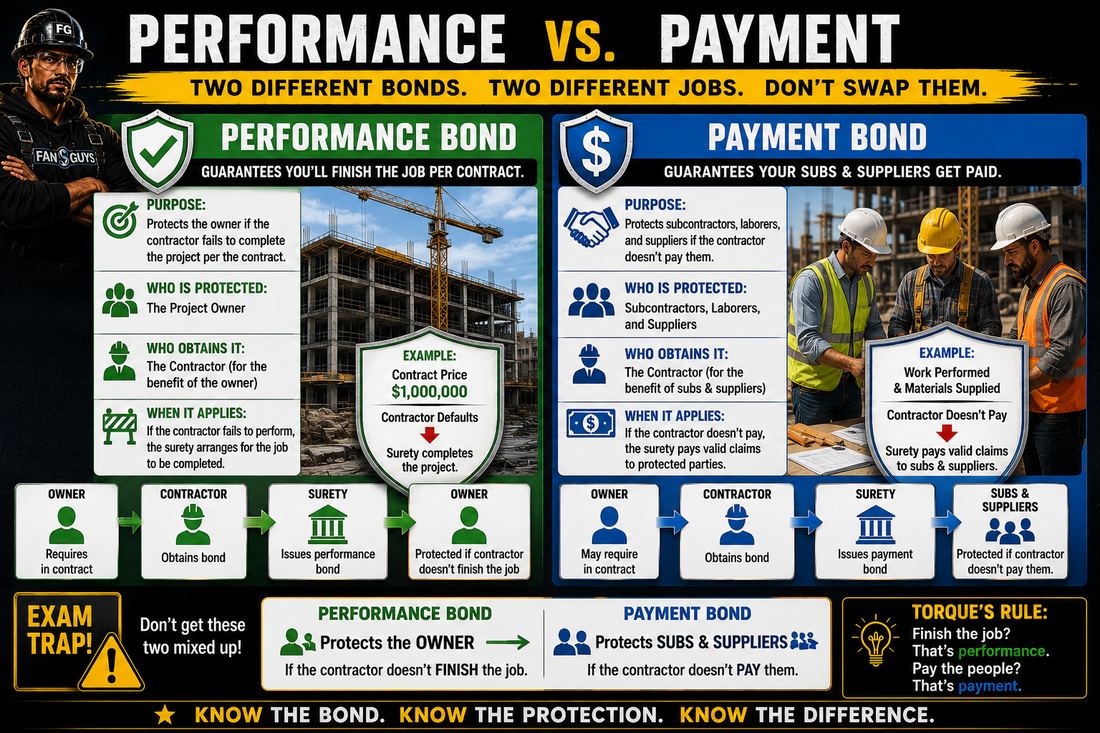 FG
FAN $ GUYS
PERFORMANCE VS. PAYMENT
TWO DIFFERENT BONDS. TWO DIFFERENT JOBS. DON'T SWAP THEM.
PERFORMANCE BOND
GUARANTEES YOU'LL FINISH THE JOB PER CONTRACT.
PURPOSE:
Protects the owner if the
contractor fails to complete
the project per the contract.
WHO IS PROTECTED:
The Project Owner
WHO OBTAINS IT:
The Contractor (for the
benefit of the owner)
WHEN IT APPLIES:
If the contractor fails to perform,
the surety arranges for the job
to be completed.
EXAMPLE:
Contract Price
$1,000,000
Contractor Defaults
Surety completes
the project.
OWNER
Requires
in contract
CONTRACTOR
Obtains bond
SURETY
Issues performance
bond
OWNER
Protected if contractor
doesn't finish the job
$
PAYMENT BOND
GUARANTEES YOUR SUBS & SUPPLIERS GET PAID.
PURPOSE:
Protects subcontractors, laborers,
and suppliers if the contractor
doesn't pay them.
WHO IS PROTECTED:
Subcontractors, Laborers,
and Suppliers
WHO OBTAINS IT:
The Contractor (for the
benefit of subs & suppliers)
$
WHEN IT APPLIES:
If the contractor doesn't pay,
the surety pays valid claims
to protected parties.
EXAMPLE:
Work Performed
& Materials Supplied
Contractor Doesn't Pay
Surety pays valid claims
to subs & suppliers.
OWNER
May require
in contract
CONTRACTOR
Obtains bond
SURETY
Issues payment
bond
SUBS &
SUPPLIERS
Protected if contractor
doesn't pay them.
EXAM
TRAP!
Don't get these
two mixed up!
PERFORMANCE BOND
Protects the OWNER
If the contractor doesn't FINISH the job.
PAYMENT BOND
Protects SUBS & SUPPLIERS
If the contractor doesn't PAY them.
TORQUE'S RULE:
Finish the job?
That's performance.
Pay the people?
That's payment.
KNOW THE BOND. KNOW THE PROTECTION. KNOW THE DIFFERENCE.